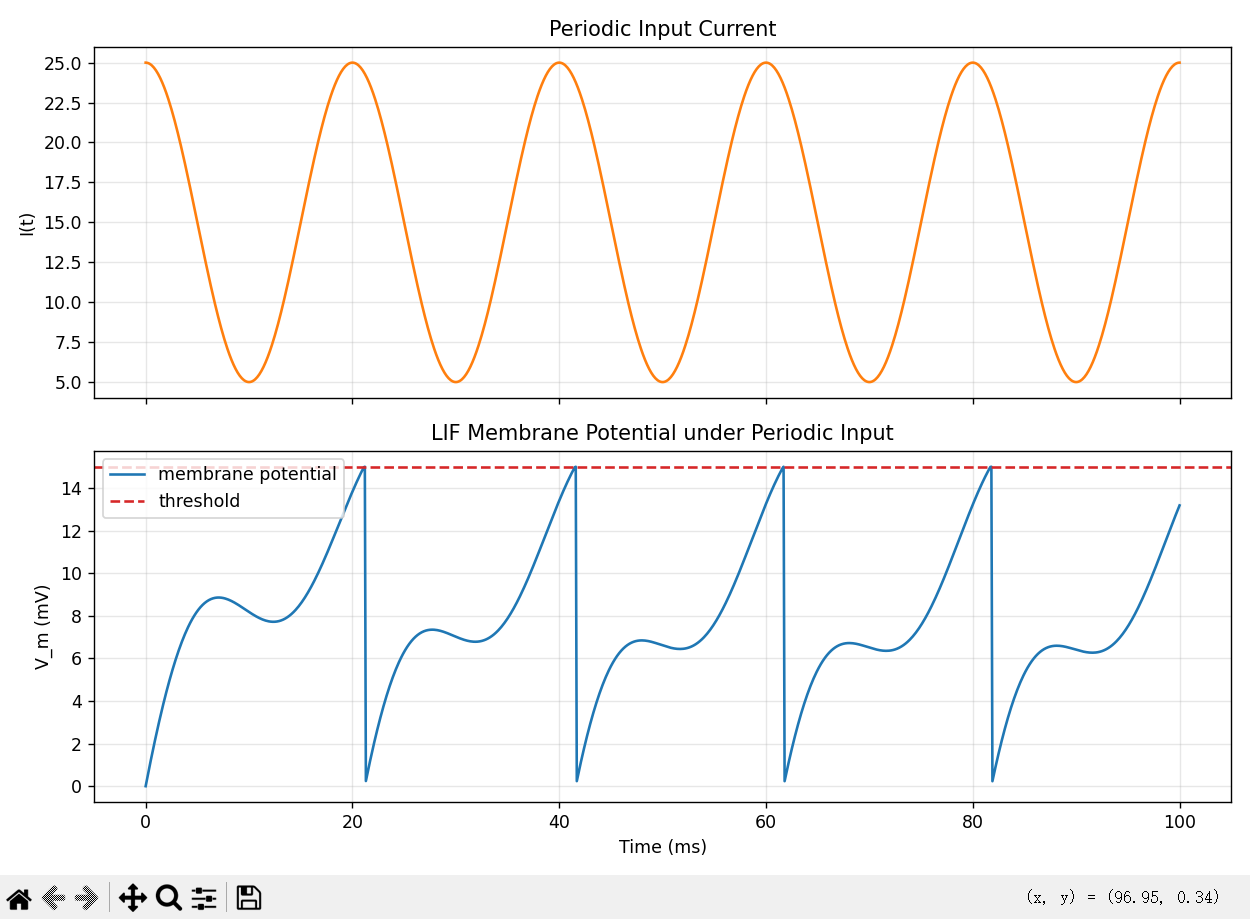 Periodic Input Current
25.0
22.5
20.0
17.5
15.0
12.5
10.0
7.5
5.0
I(t)
LIF Membrane Potential under Periodic Input
membrane potential
threshold
14
12
10
8
6
4
2
0
V_m (mV)
0 20 40 60 80 100
Time (ms)
(x, y) = (96.95, 0.34)